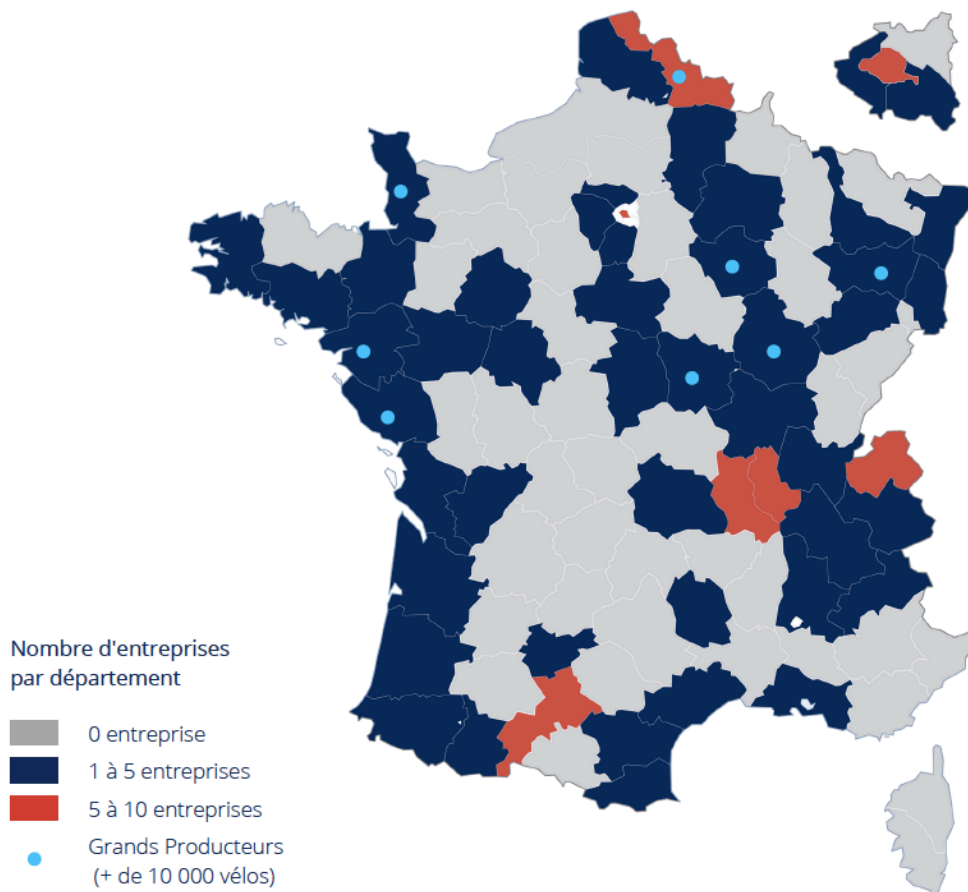 Nombre d'entreprises
par département
0 entreprise
1 à 5 entreprises
5 à 10 entreprises
Grands Producteurs
(+ de 10 000 vélos)